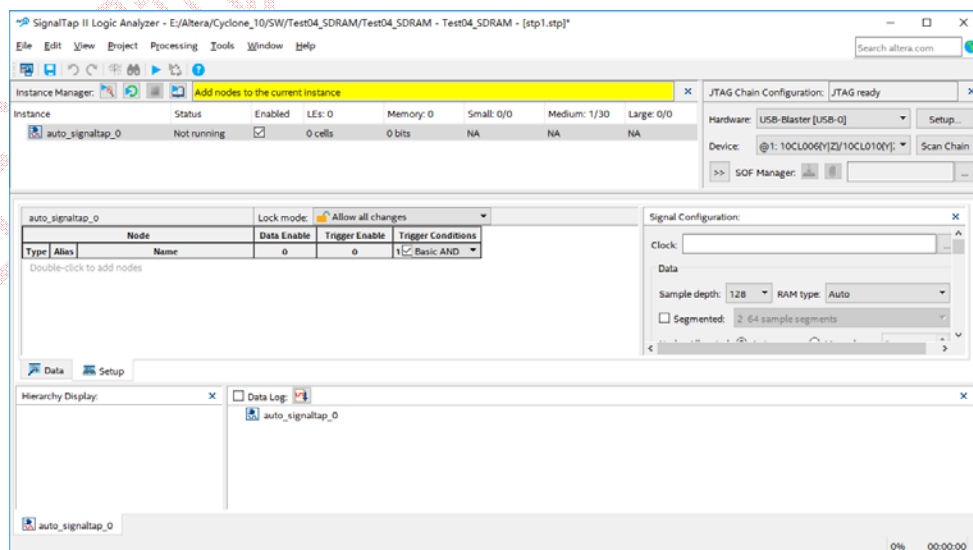 SignalTap II Logic Analyzer - E:/Altera/Cyclone_10/SW/Test04_SDRAM/Test04_SDRAM - Test04_SDRAM - [stp1.stp]*
File Edit View Project Processing Tools Window Help
Search altera.com
Instance Manager: Add nodes to the current instance
JTAG Chain Configuration: JTAG ready
Instance Status Enabled LEs: 0 Memory: 0 Small: 0/0 Medium: 1/30 Large: 0/0
auto_signaltap_0 Not running 0 cells 0 bits NA NA NA
Hardware: USB-Blaster [USB-0] Setup...
Device: @1: 10CL006(Y|Z)/10CL010(Y|: Scan Chain
>> SOF Manager: ...
auto_signaltap_0 Lock mode: Allow all changes
Signal Configuration:
Node Data Enable Trigger Enable Trigger Conditions
Type Alias Name 0 0 1 Basic AND
Double-click to add nodes
Clock: ...
Data
Sample depth: 128 RAM type: Auto
Segmented: 2 64 sample segments
Data Setup
Hierarchy Display:
Data Log:
auto_signaltap_0
auto_signaltap_0
0% 00:00:00